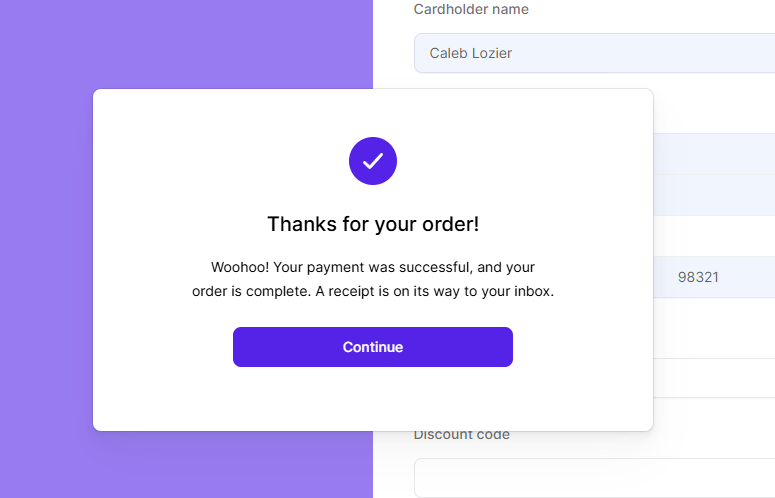 Cardholder name
Caleb Lozier
Thanks for your order!
Woohoo! Your payment was successful, and your
order is complete. A receipt is on its way to your inbox.
98321
Continue
Discount code